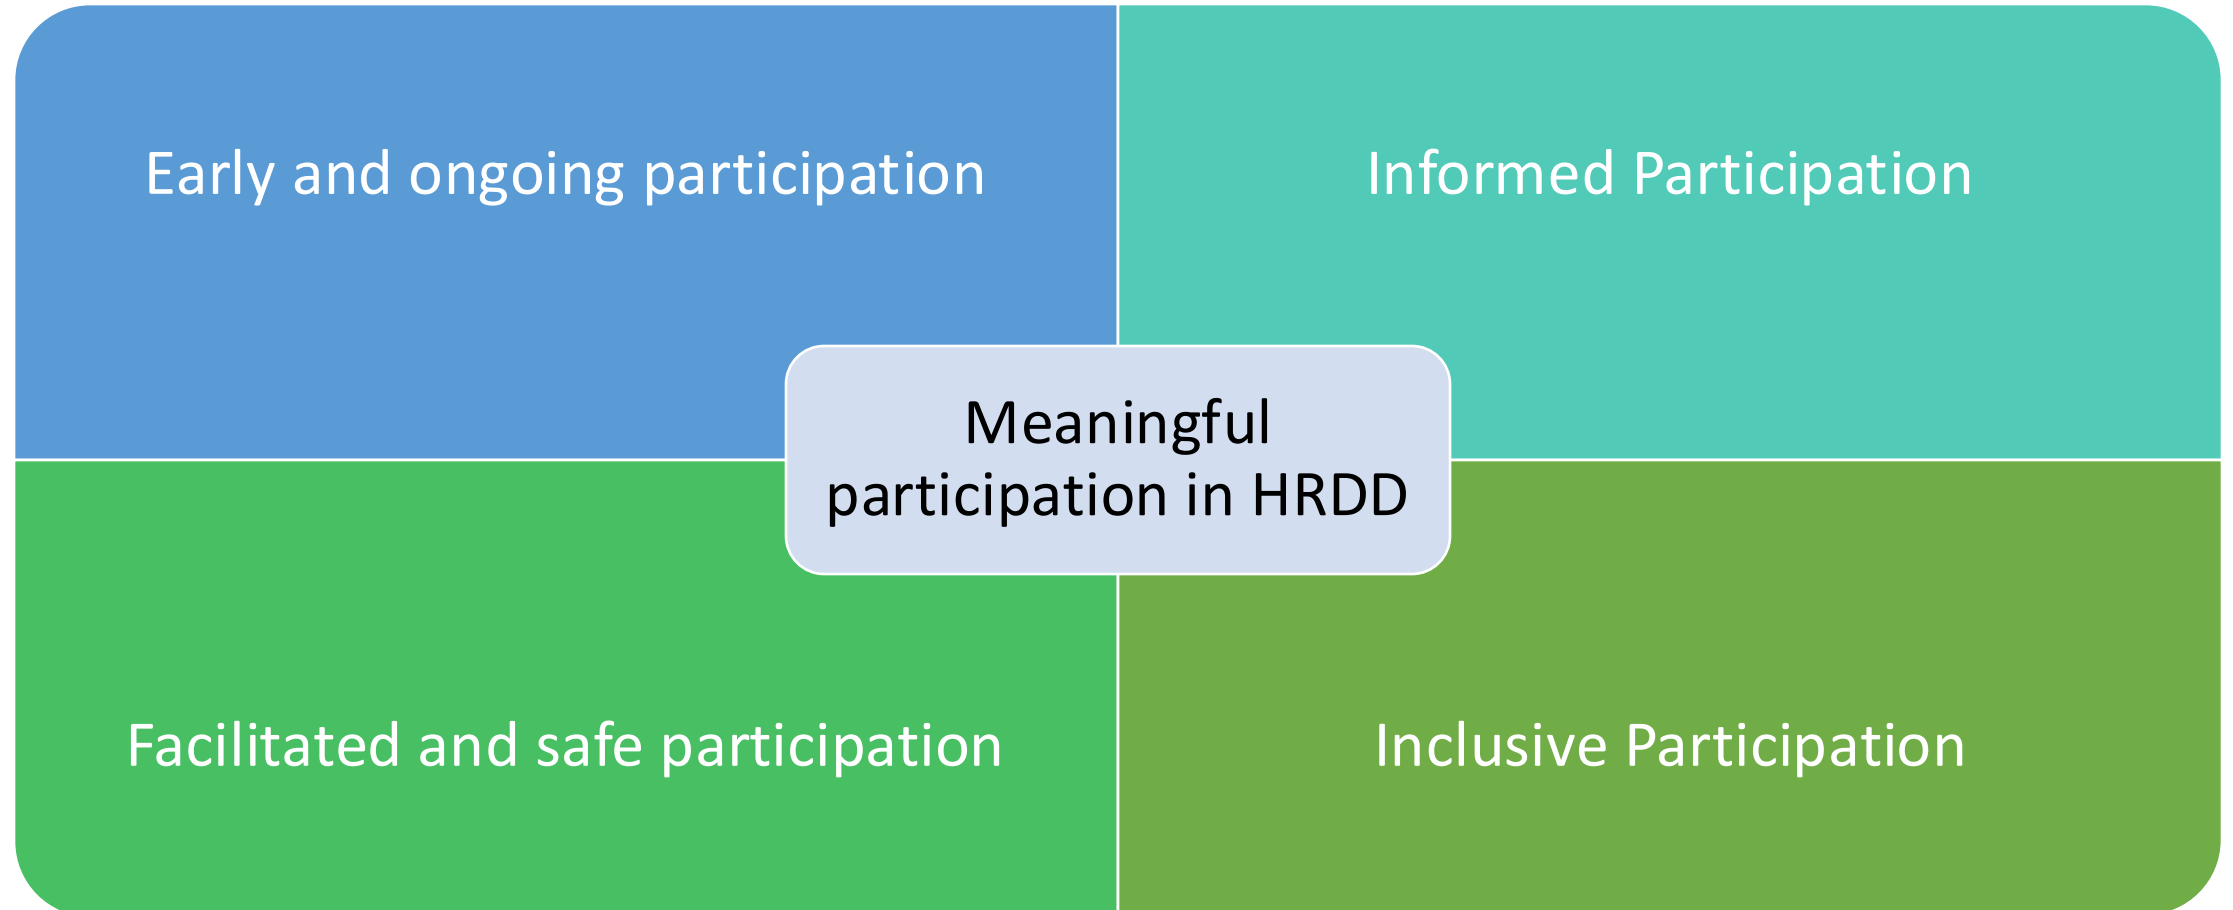 Early and ongoing participation
Informed Participation
Meaningful
participation in HRDD
Facilitated and safe participation
Inclusive Participation